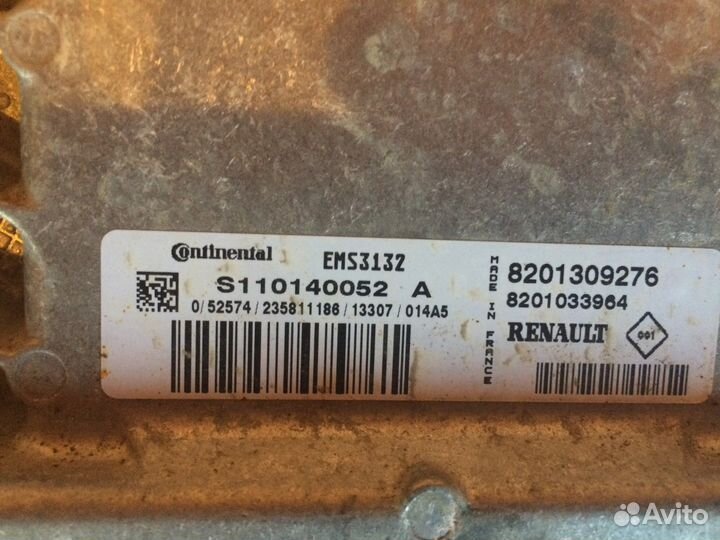 Continental EMS3132
S110140052 A
0/52574/235811186/13307/014A5
MADE IN FRANCE
8201309276
8201033964
RENAULT 001
Avito